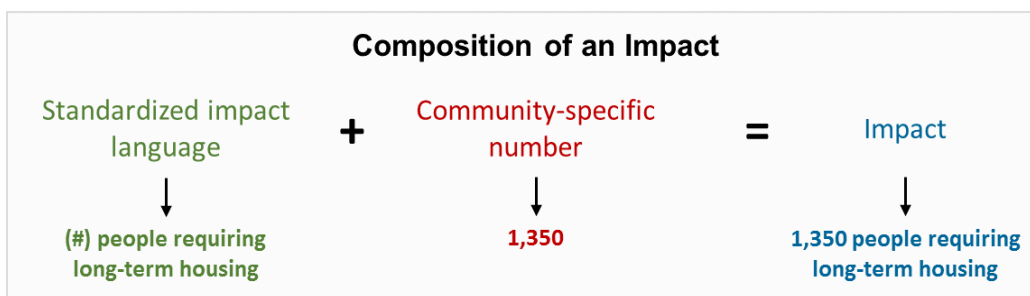 Composition of an Impact
Standardized impact
language
+
Community-specific
number
=
Impact
(#) people requiring
long-term housing
1,350
1,350 people requiring
long-term housing